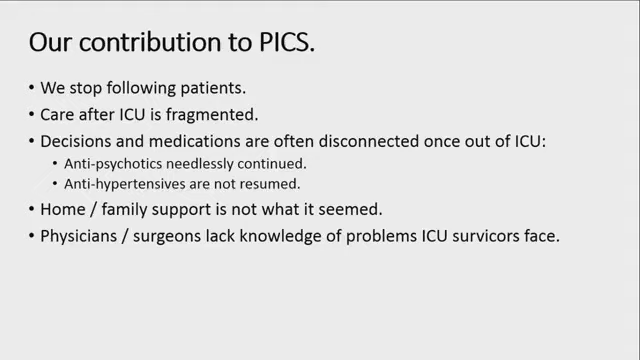 Our contribution to PICS.
• We stop following patients.
• Care after ICU is fragmented.
• Decisions and medications are often disconnected once out of ICU:
• Anti-psychotics needlessly continued.
• Anti-hypertensives are not resumed.
• Home / family support is not what it seemed.
• Physicians / surgeons lack knowledge of problems ICU survicors face.